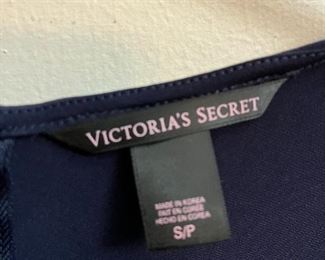 VICTORIA'S SECRET
MADE IN KOREA
FAIT EN CORÉE
HECHO EN COREA
S/P